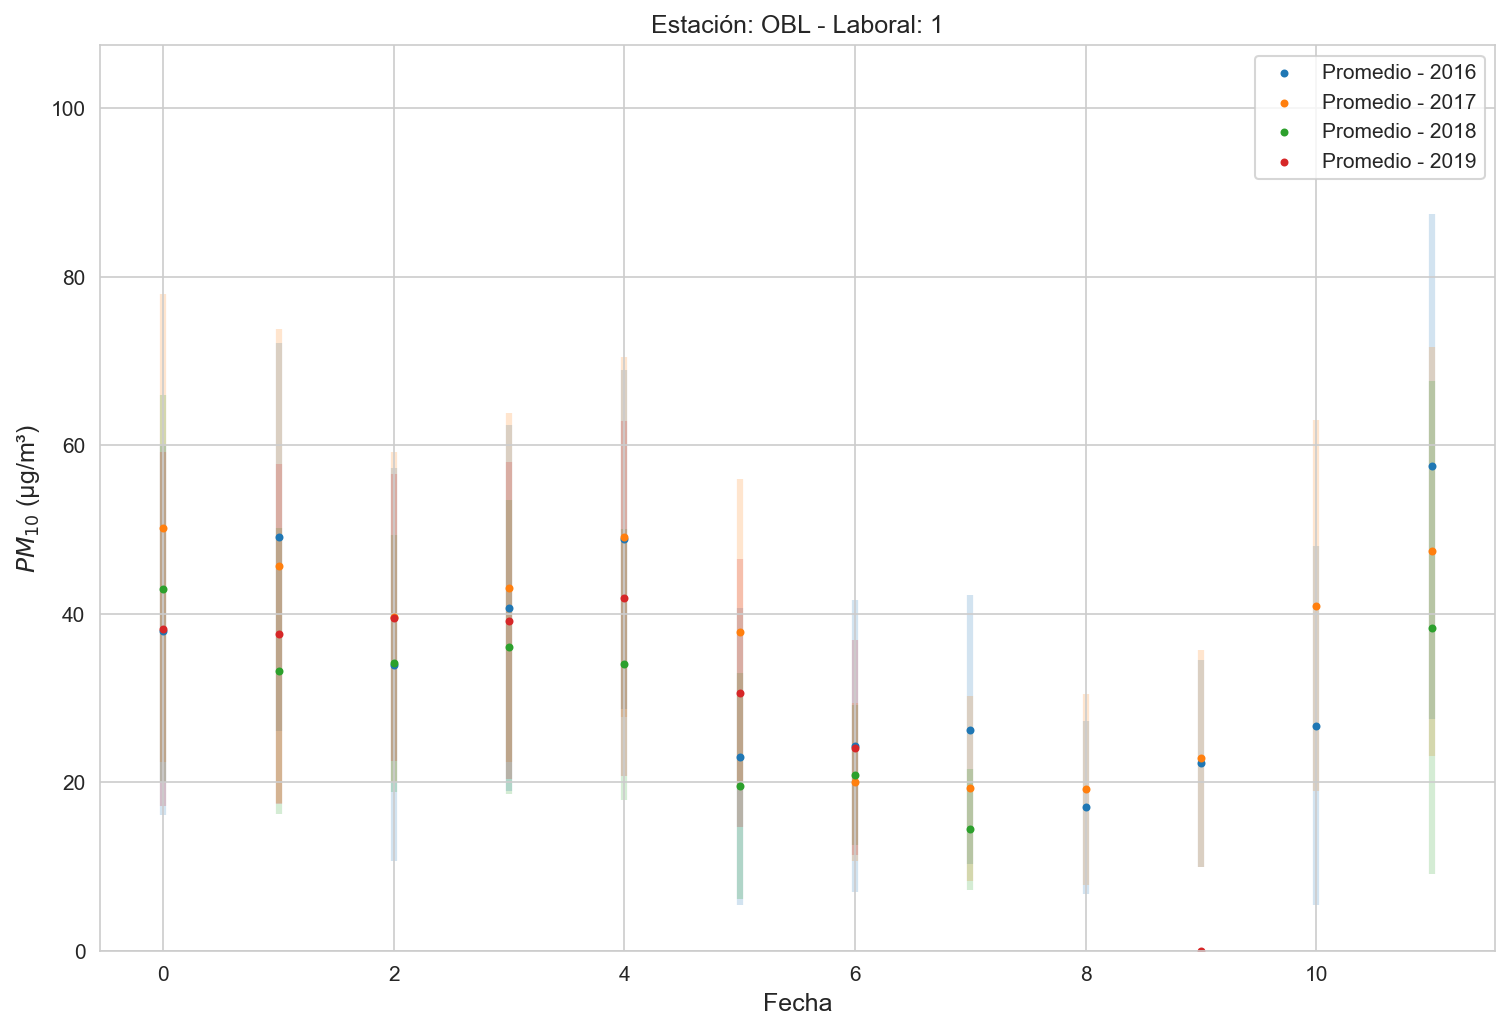 Estación: OBL - Laboral: 1
Promedio - 2016
Promedio - 2017
Promedio - 2018
Promedio - 2019
100
80
60
40
20
0
PM10 (µg/m³)
0 2 4 6 8 10
Fecha